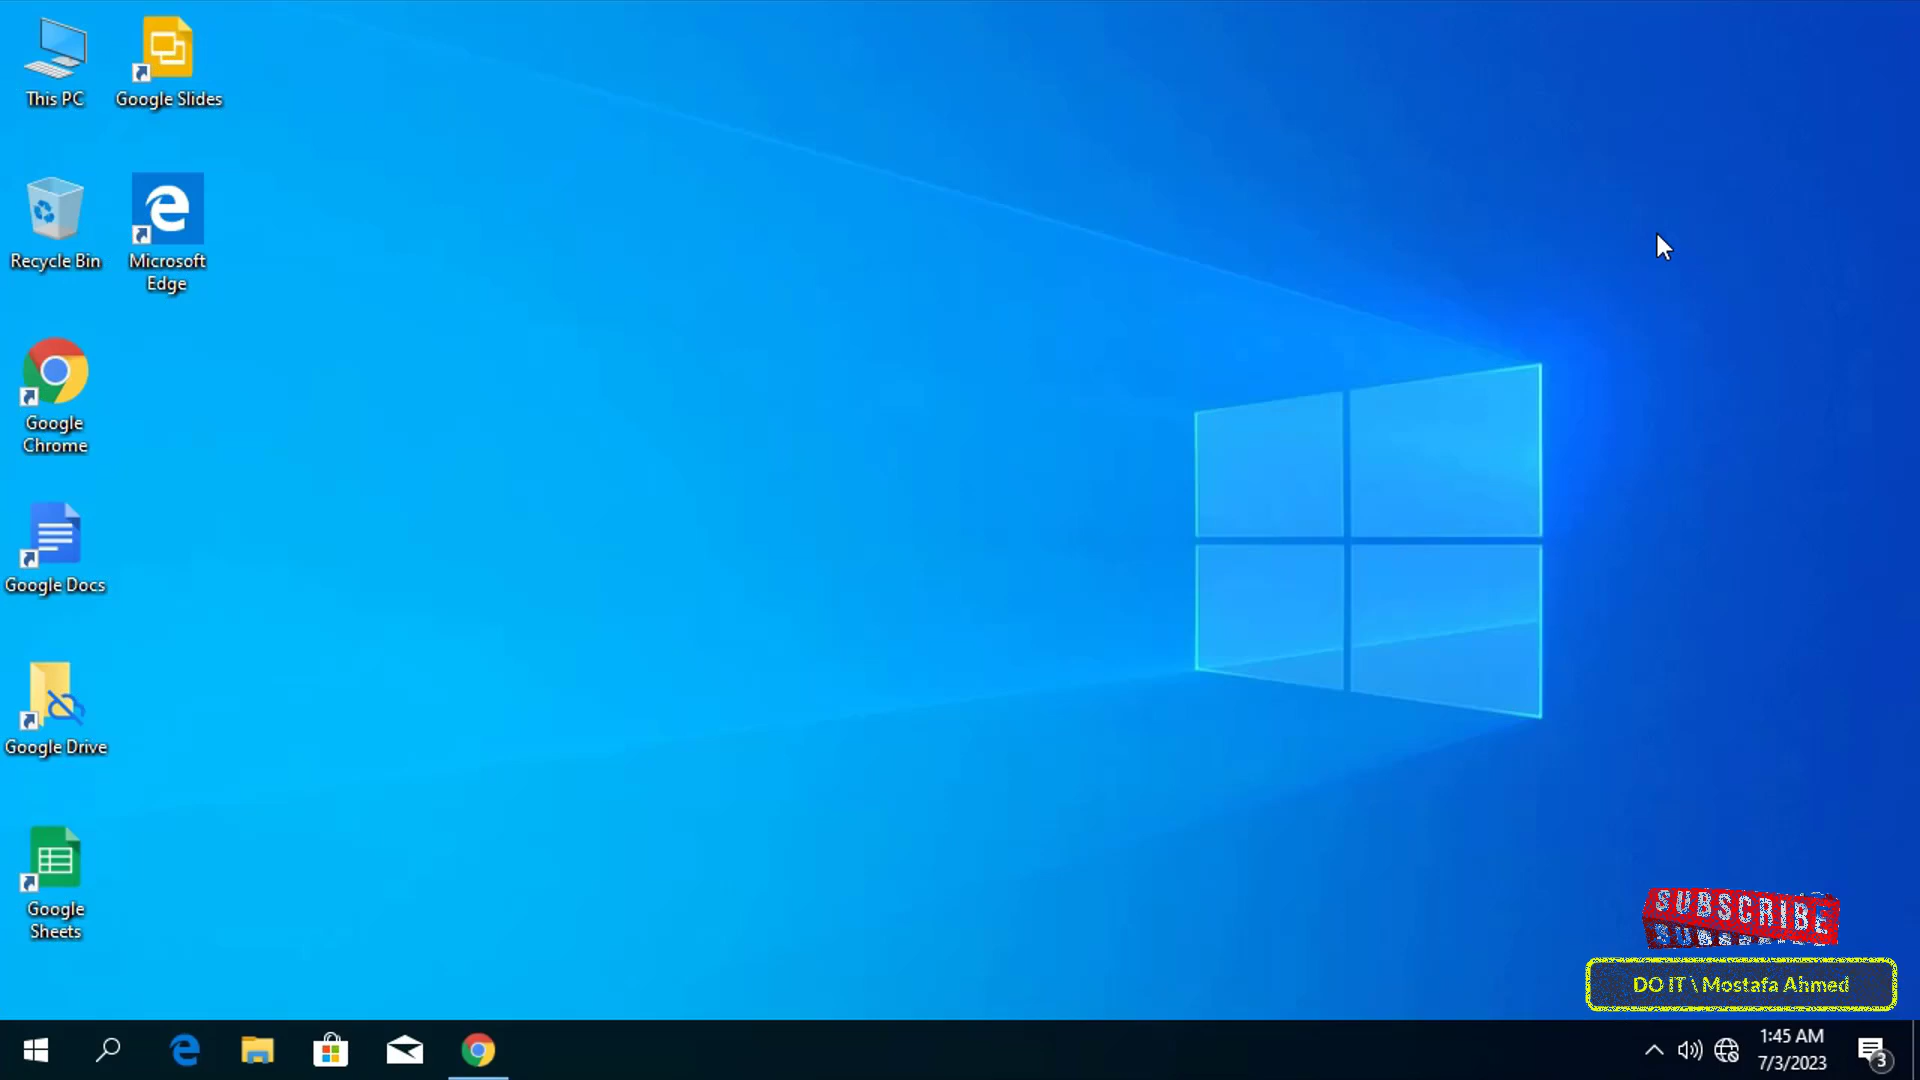 This PC
Google Slides
Recycle Bin
Microsoft
Edge
Google
Chrome
Google Docs
Google Drive
Google
Sheets
SUBSCRIBE
DO IT \ Mostafa Ahmed
1:45 AM
7/3/2023
3